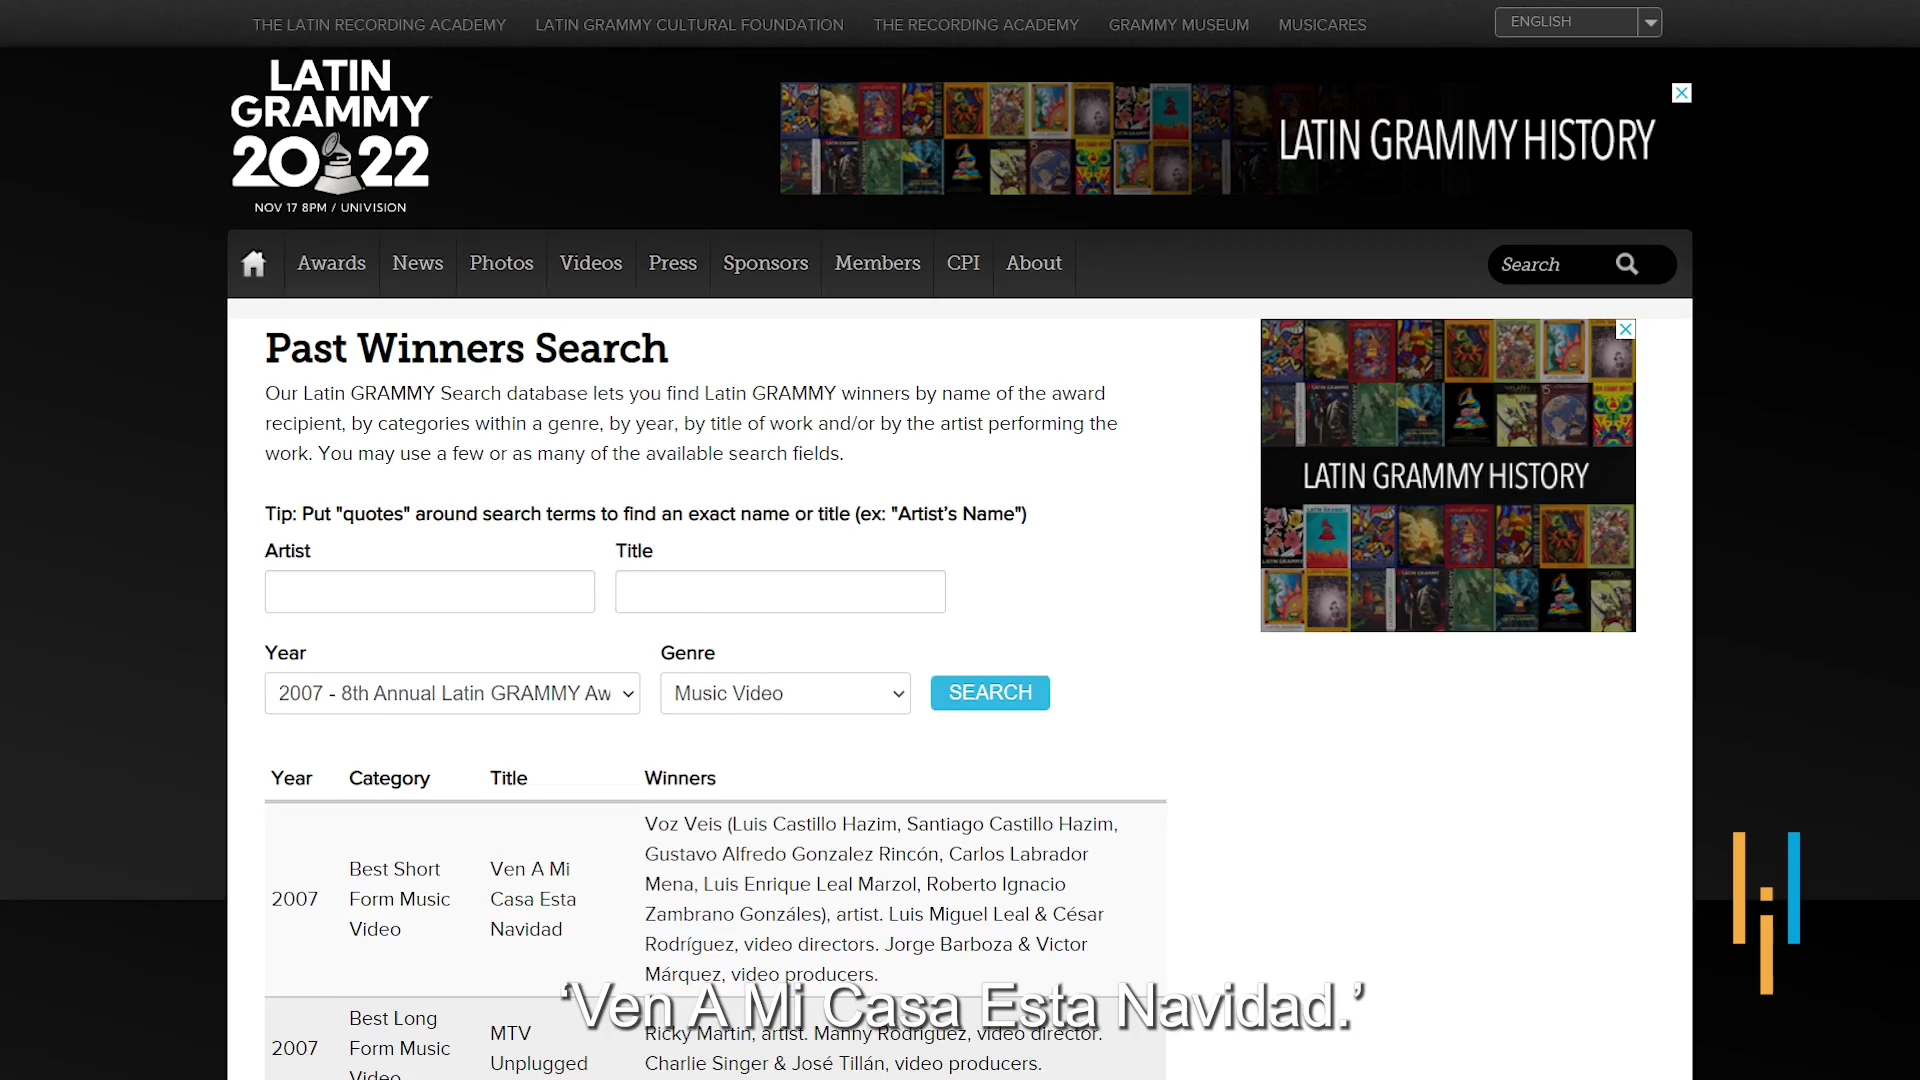 THE LATIN RECORDING ACADEMY LATIN GRAMMY CULTURAL FOUNDATION THE RECORDING ACADEMY GRAMMY MUSEUM MUSICARES ENGLISH
LATIN
GRAMMY
2022
NOV 17 8PM / UNIVISION
LATIN GRAMMY HISTORY
Awards News Photos Videos Press Sponsors Members CPI About Search
Past Winners Search
Our Latin GRAMMY Search database lets you find Latin GRAMMY winners by name of the award
recipient, by categories within a genre, by year, by title of work and/or by the artist performing the
work. You may use a few or as many of the available search fields.
Tip: Put "quotes" around search terms to find an exact name or title (ex: "Artist's Name")
LATIN GRAMMY HISTORY
Artist Title
Year Genre
2007 - 8th Annual Latin GRAMMY Aw Music Video SEARCH
Year Category Title Winners
2007
Best Short
Form Music
Video
Ven A Mi
Casa Esta
Navidad
Voz Veis (Luis Castillo Hazim, Santiago Castillo Hazim,
Gustavo Alfredo Gonzalez Rincón, Carlos Labrador
Mena, Luis Enrique Leal Marzol, Roberto Ignacio
Zambrano Gonzáles), artist. Luis Miguel Leal & César
Rodríguez, video directors. Jorge Barboza & Victor
Márquez, video producers.
2007
Best Long
Form Music
Video
MTV
Unplugged
Ricky Martin, artist. Manny Rodriguez, video director.
Charlie Singer & José Tillán, video producers.
‘Ven A Mi Casa Esta Navidad.’